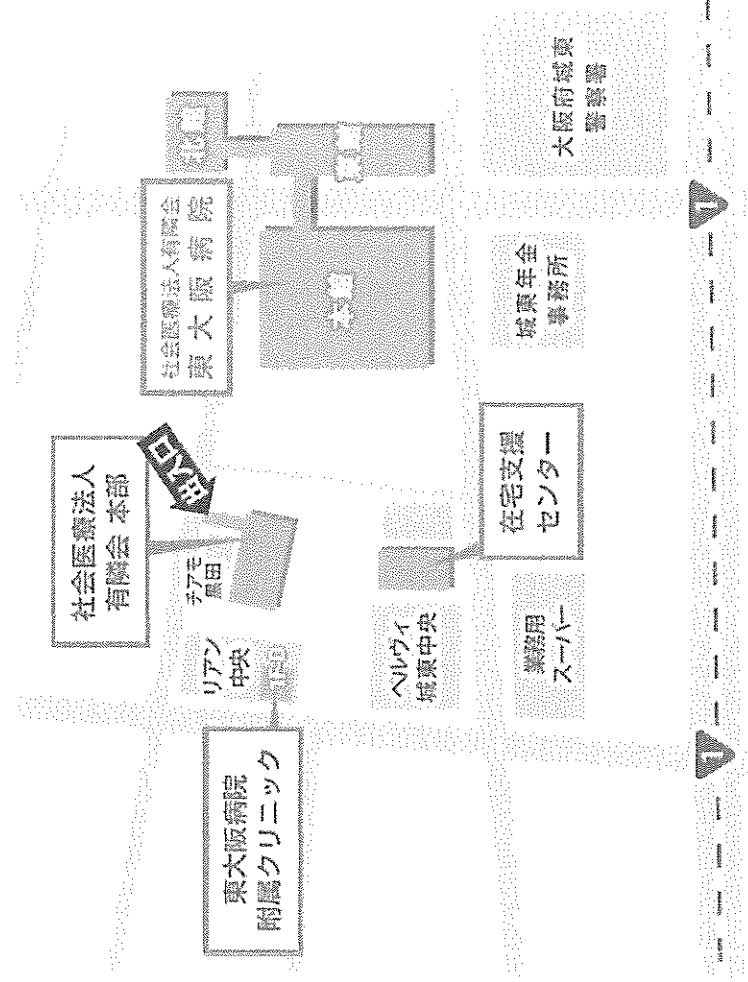 社会医療法人
有隣会 本部
出入口
社会医療法人有隣会
東大阪病院
チアモ
黒田
リアン
中央
東大阪病院
附属クリニック
本館
ベルヴィ
城東中央
在宅支援
センター
城東年金
事務所
業務用
スーパー
大阪府城東
警察署
1
1